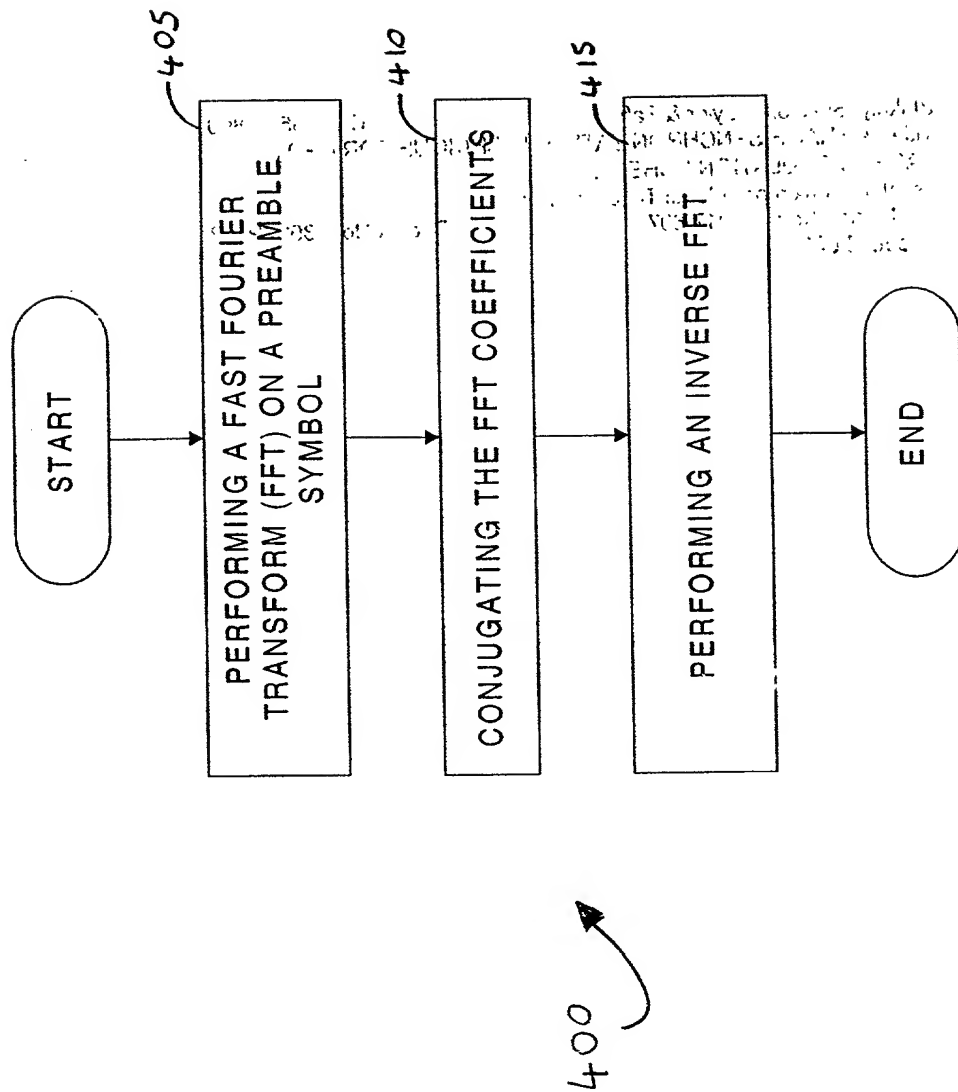 START
405
PERFORMING A FAST FOURIER
TRANSFORM (FFT) ON A PREAMBLE
SYMBOL
410
CONJUGATING THE FFT COEFFICIENTS
415
PERFORMING AN INVERSE FFT
END
400